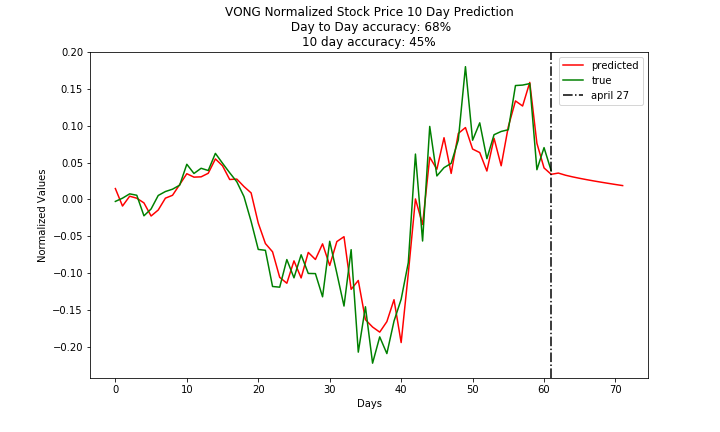 VONG Normalized Stock Price 10 Day Prediction
Day to Day accuracy: 68%
10 day accuracy: 45%
predicted
true
april 27
Normalized Values
0.20
0.15
0.10
0.05
0.00
−0.05
−0.10
−0.15
−0.20
0 10 20 30 40 50 60 70
Days